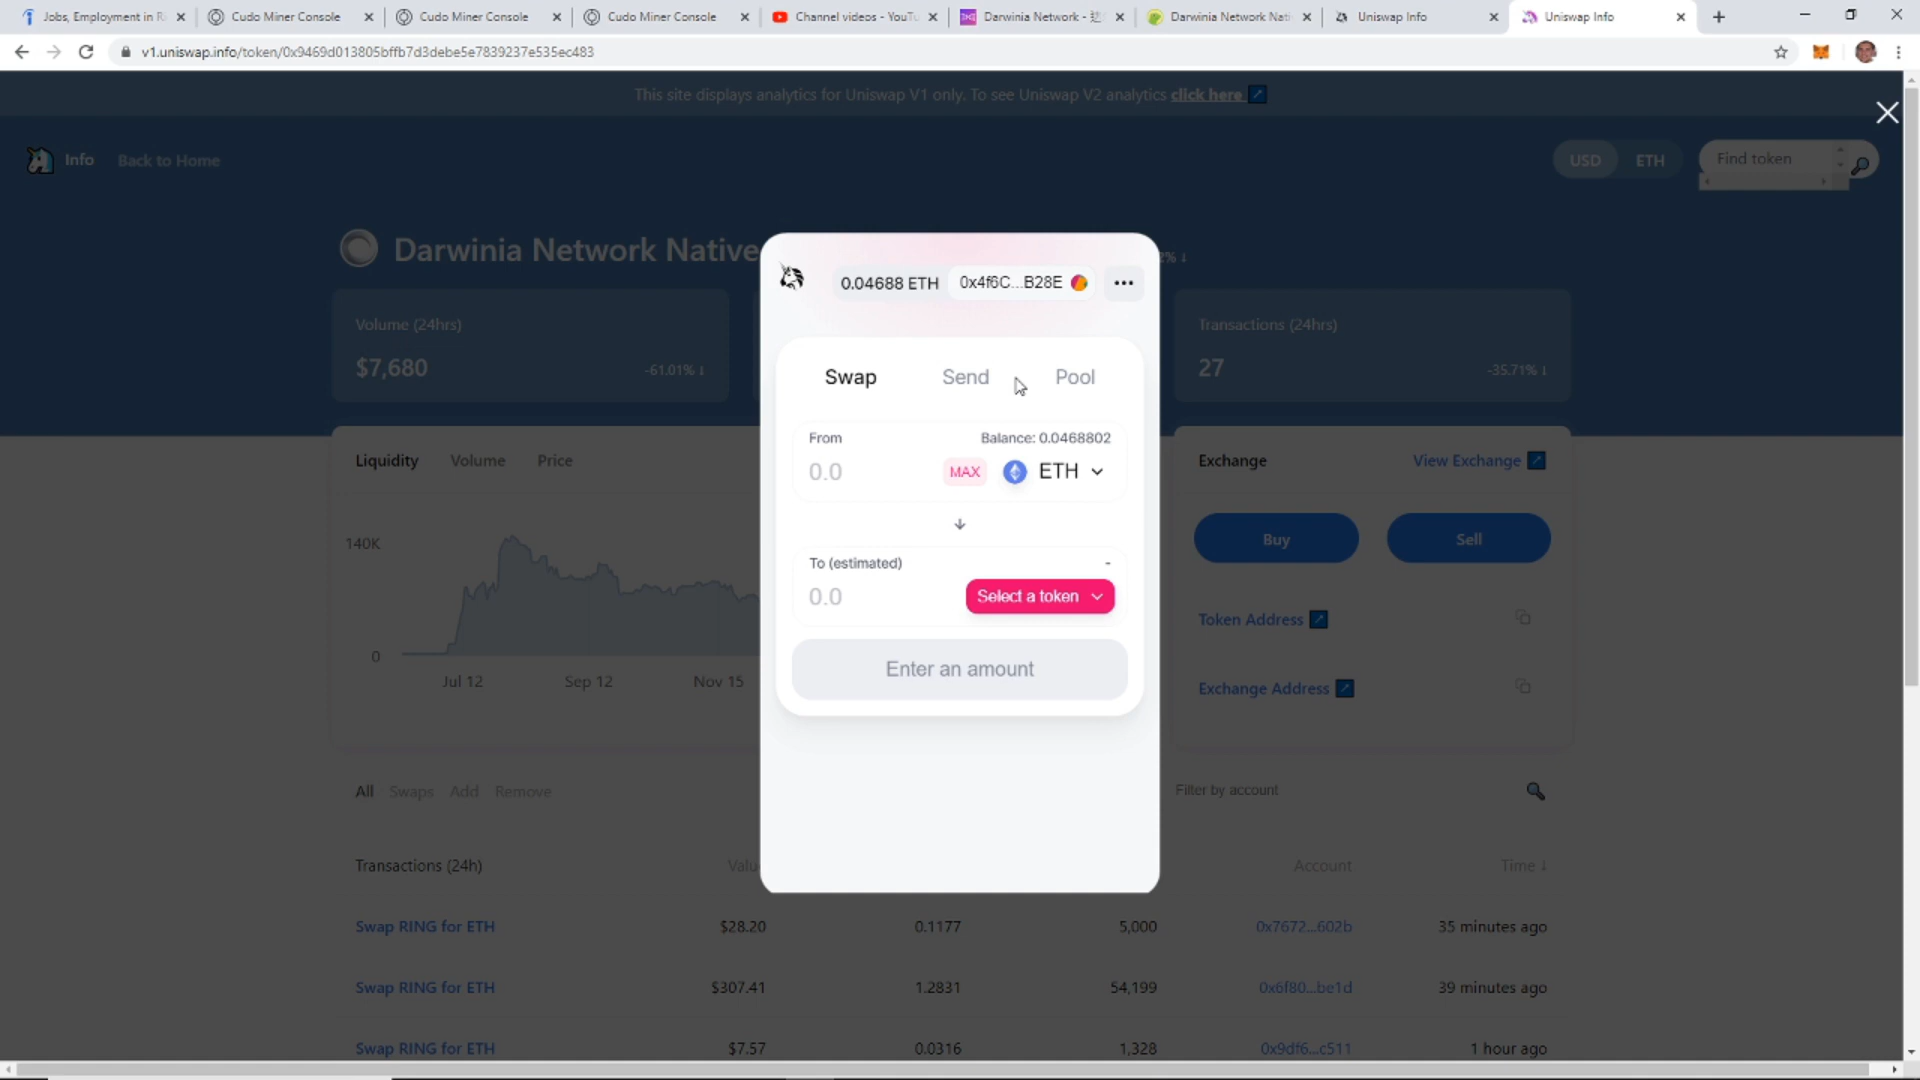 Jobs, Employment in R
Cudo Miner Console
Cudo Miner Console
Cudo Miner Console
Channel videos - YouTu
Darwinia Network -
Darwinia Network Nati
Uniswap Info
Uniswap Info
v1.uniswap.info/token/0x9469d013805bffb7d3debe5e7839237e535ec483
This site displays analytics for Uniswap V1 only. To see Uniswap V2 analytics click here
Info
Back to Home
USD
ETH
Find token
Darwinia Network Native
2% ↓
0.04688 ETH
0x4f6C...B28E
Volume (24hrs)
$7,680
-61.01% ↓
Transactions (24hrs)
27
-35.71% ↓
Swap
Send
Pool
From
Balance: 0.0468802
0.0
MAX
ETH
To (estimated)
-
0.0
Select a token
Enter an amount
Liquidity
Volume
Price
140K
0
Jul 12
Sep 12
Nov 15
Exchange
View Exchange
Buy
Sell
Token Address
Exchange Address
All
Swaps
Add
Remove
Filter by account
Transactions (24h)
Valu
Account
Time ↓
Swap RING for ETH
$28.20
0.1177
5,000
0x7672...602b
35 minutes ago
Swap RING for ETH
$307.41
1.2831
54,199
0x6f80...be1d
39 minutes ago
Swap RING for ETH
$7.57
0.0316
1,328
0x9df6...c511
1 hour ago